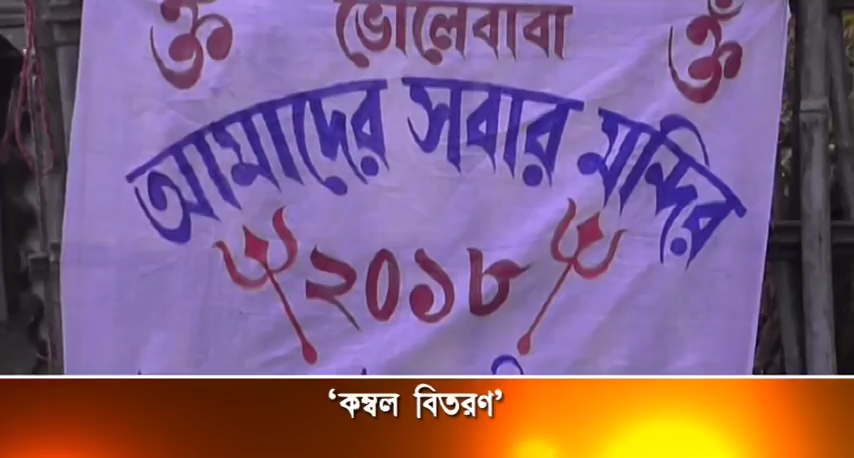 ভোলেবাবা
আমাদের সবার মন্দির
২০১৮
‘কম্বল বিতরণ’